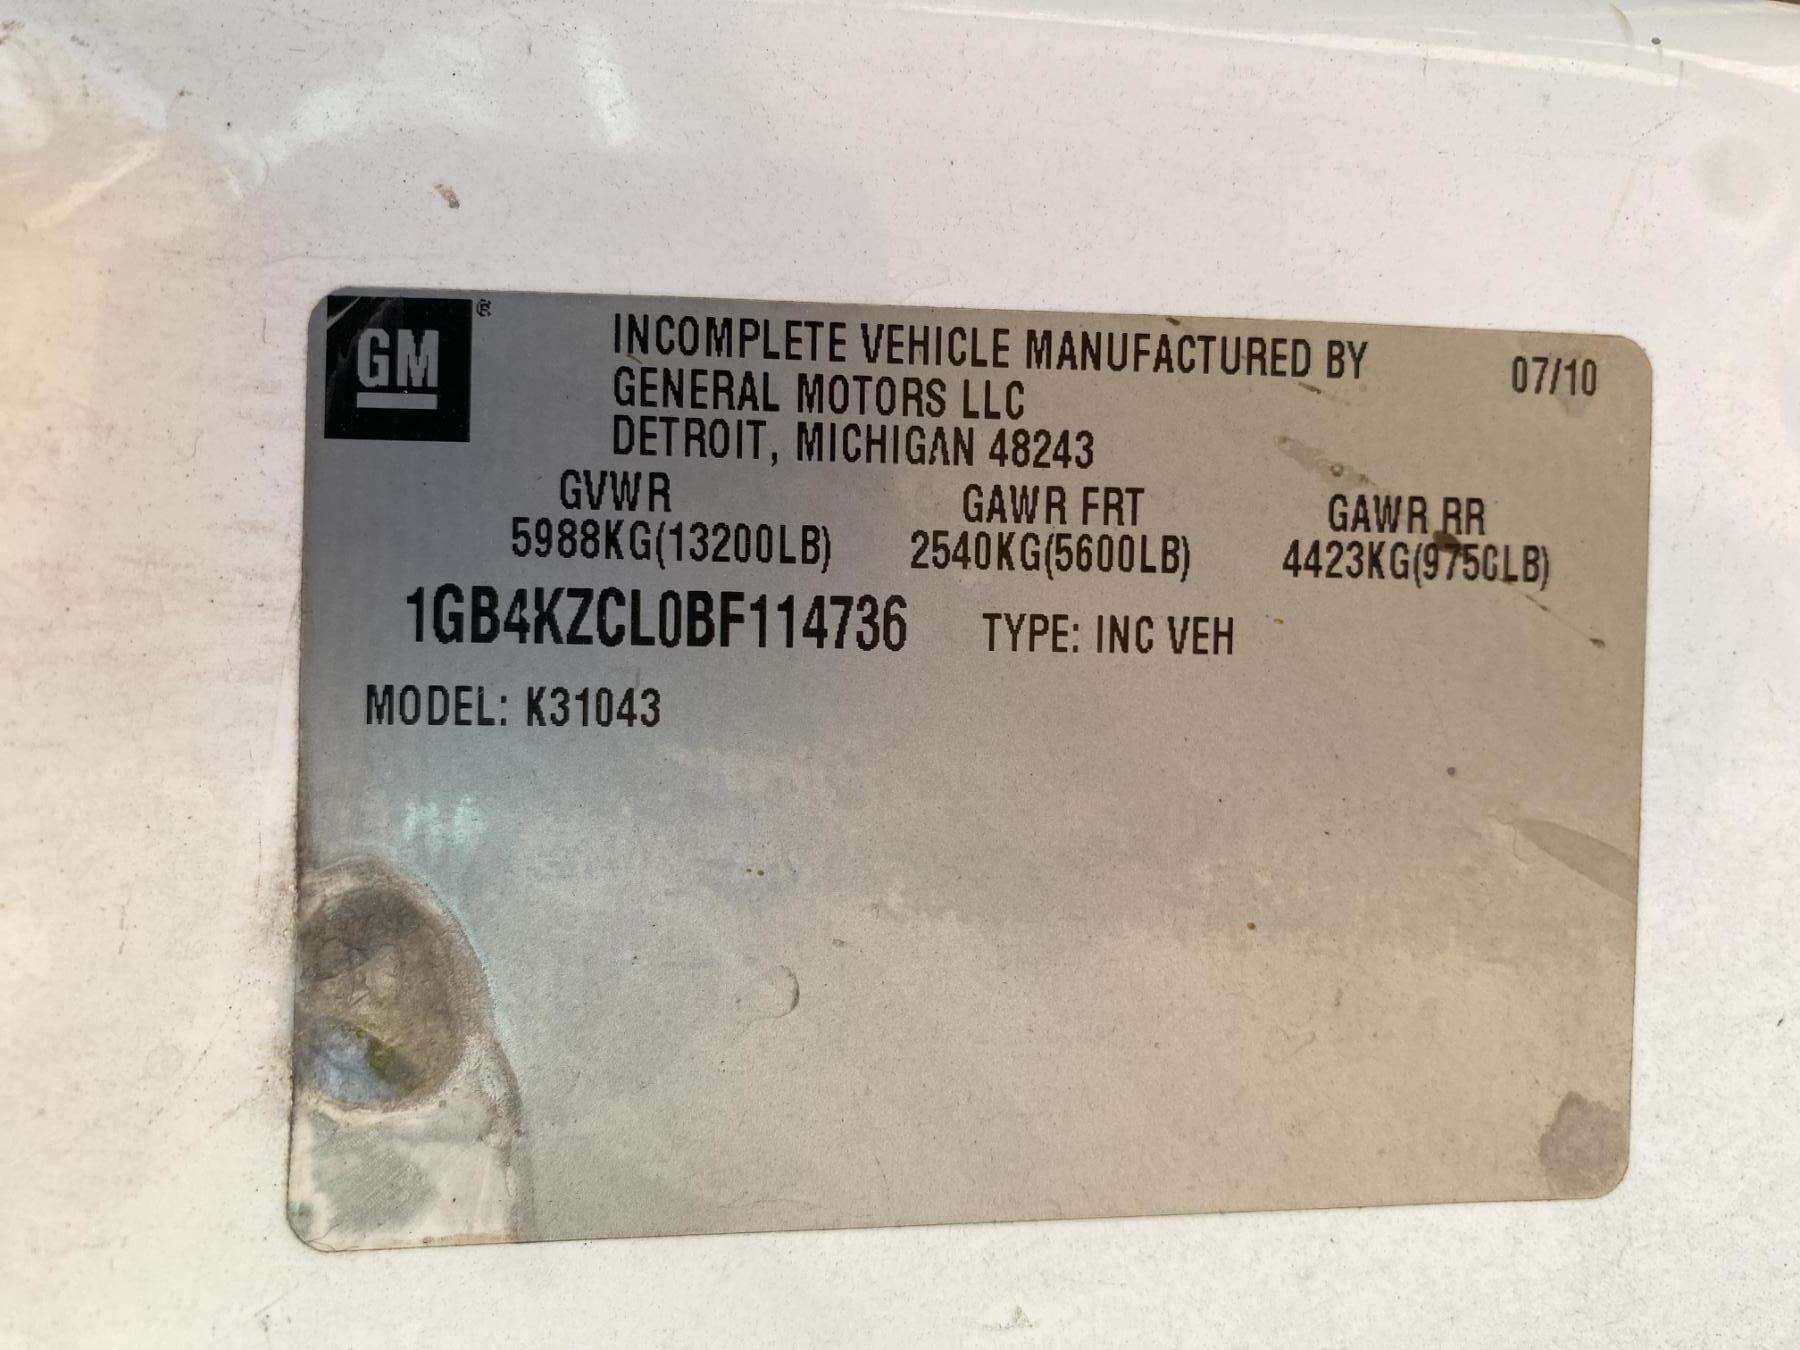 GM ®
INCOMPLETE VEHICLE MANUFACTURED BY 07/10
GENERAL MOTORS LLC
DETROIT, MICHIGAN 48243
GVWR GAWR FRT GAWR RR
5988KG(13200LB) 2540KG(5600LB) 4423KG(9750LB)
1GB4KZCL0BF114736 TYPE: INC VEH
MODEL: K31043